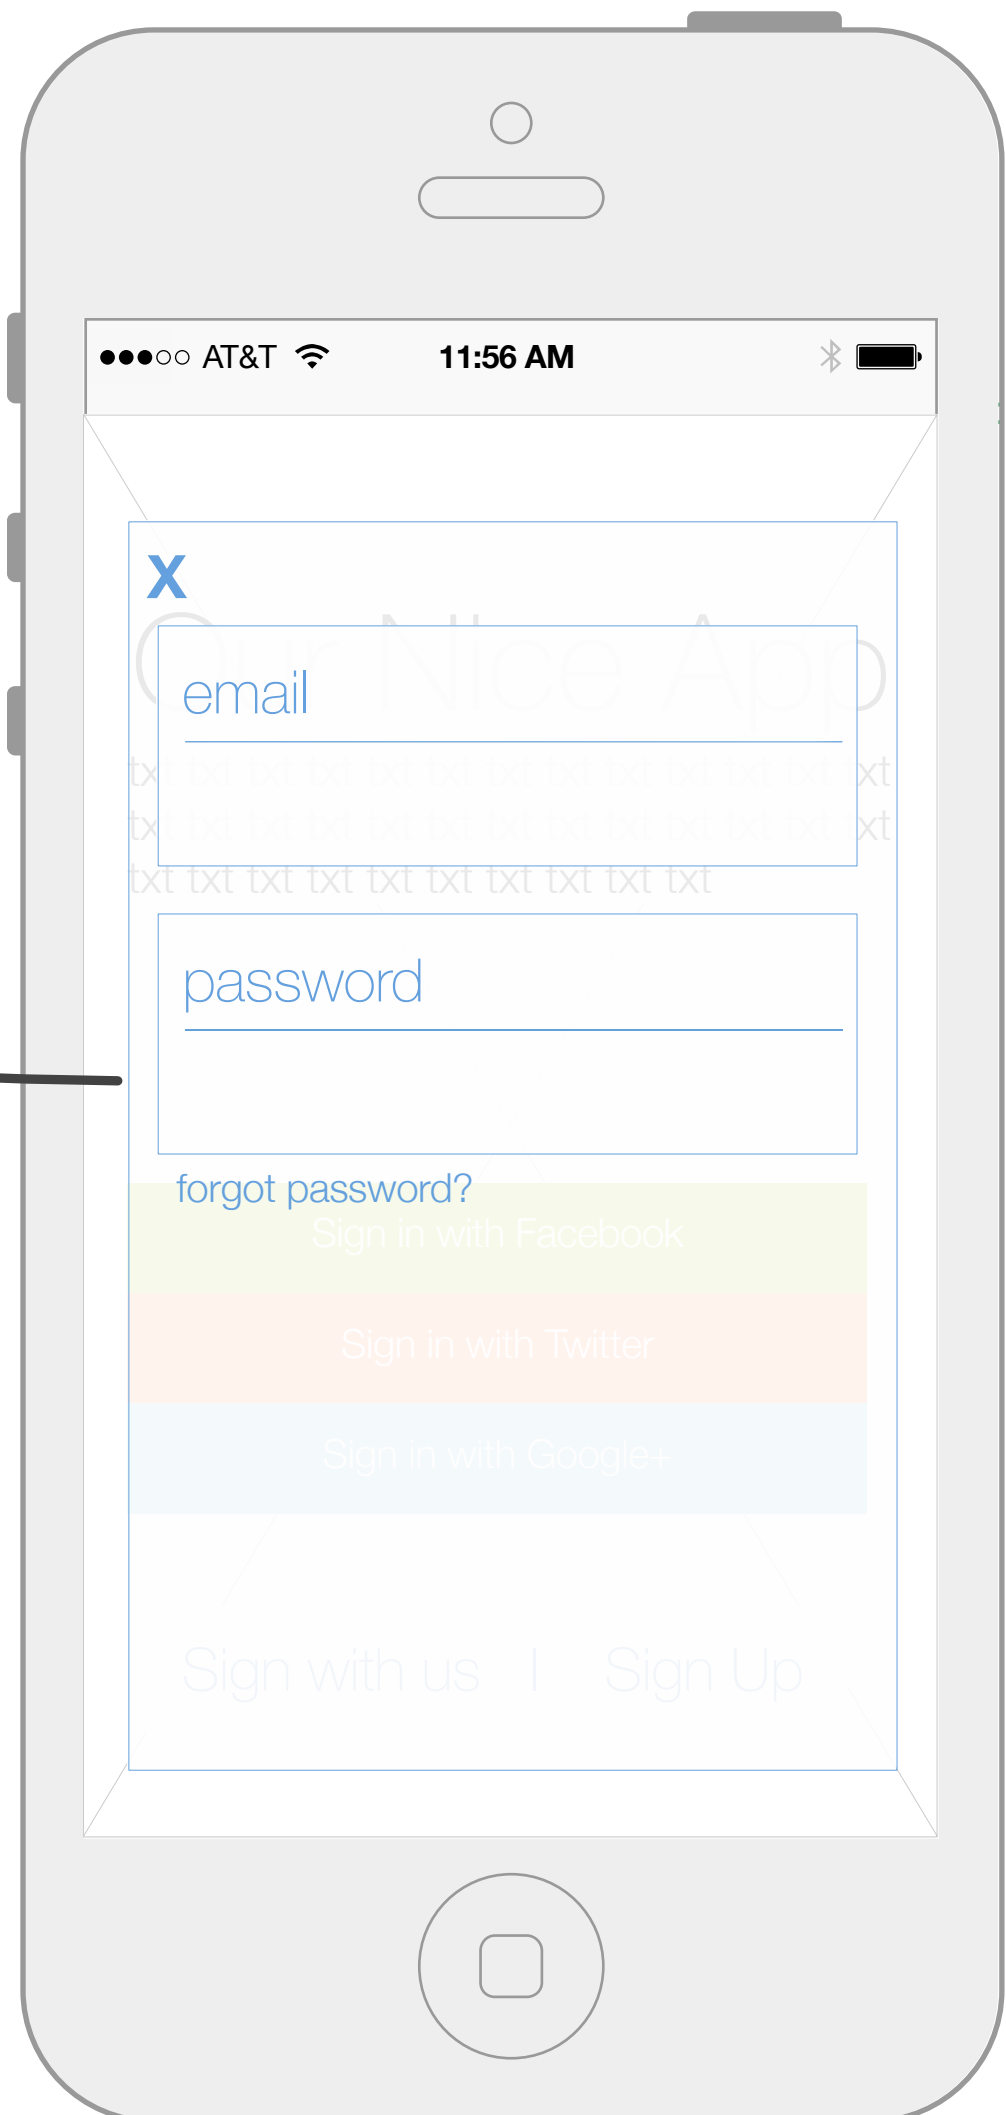 AT&T 11:56 AM
X
Our NIce App
email
txt txt txt txt txt txt txt txt txt txt txt txt txt
txt txt txt txt txt txt txt txt txt txt txt txt txt
txt txt txt txt txt txt txt txt txt txt
password
forgot password?
Sign in with Facebook
Sign in with Twitter
Sign in with Google+
Sign with us | Sign Up